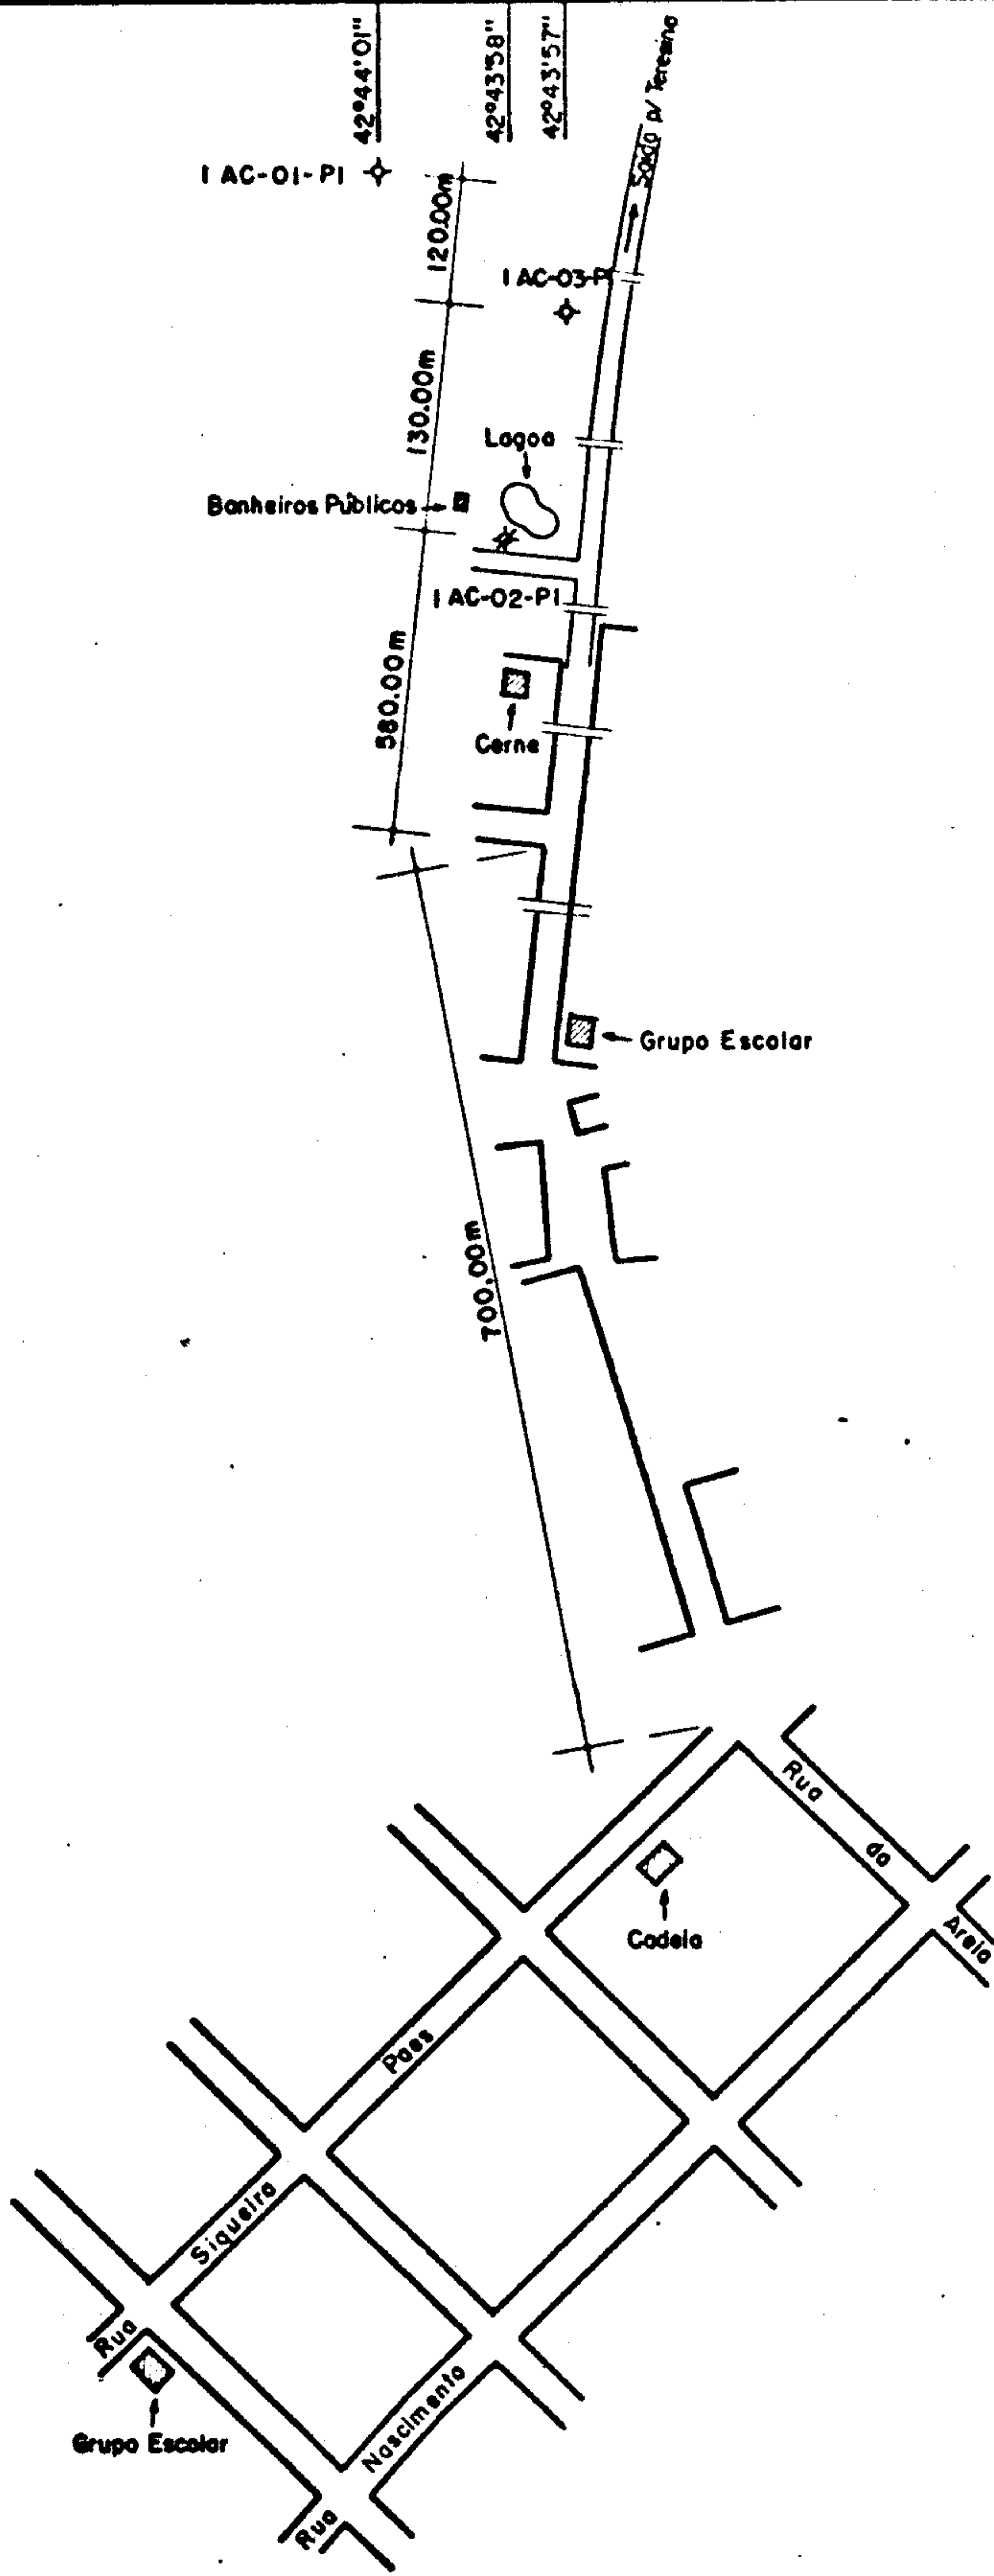 42°44'01"
42°43'58"
42°43'57"
Saída p/ Teresina
1 AC-01-PI
120.00m
1 AC-03-PI
130.00m
Lagoa
Banheiros Públicos
1 AC-02-PI
580.00m
Cerne
Grupo Escolar
700,00m
Rua da Areia
Cadeia
Rua Siqueira Paes
Grupo Escolar
Rua Nascimento